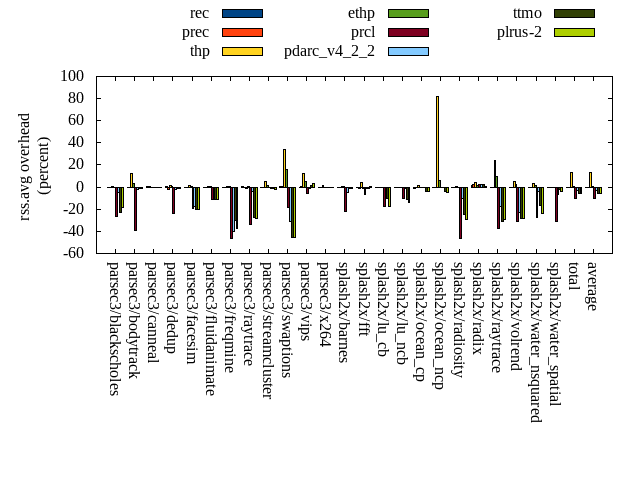 rec
prec
thp
ethp
prcl
pdarc_v4_2_2
ttmo
plrus-2
rss.avg overhead
(percent)
100
80
60
40
20
0
-20
-40
-60
parsec3/blackscholes
parsec3/bodytrack
parsec3/canneal
parsec3/dedup
parsec3/facesim
parsec3/fluidanimate
parsec3/freqmine
parsec3/raytrace
parsec3/streamcluster
parsec3/swaptions
parsec3/vips
parsec3/x264
splash2x/barnes
splash2x/fft
splash2x/lu_cb
splash2x/lu_ncb
splash2x/ocean_cp
splash2x/ocean_ncp
splash2x/radiosity
splash2x/radix
splash2x/raytrace
splash2x/volrend
splash2x/water_nsquared
splash2x/water_spatial
total
average